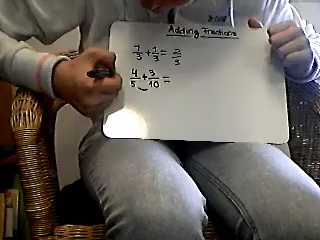 Adding Fractions
1/3 + 1/3 = 2/3
4/5 + 3/10 =